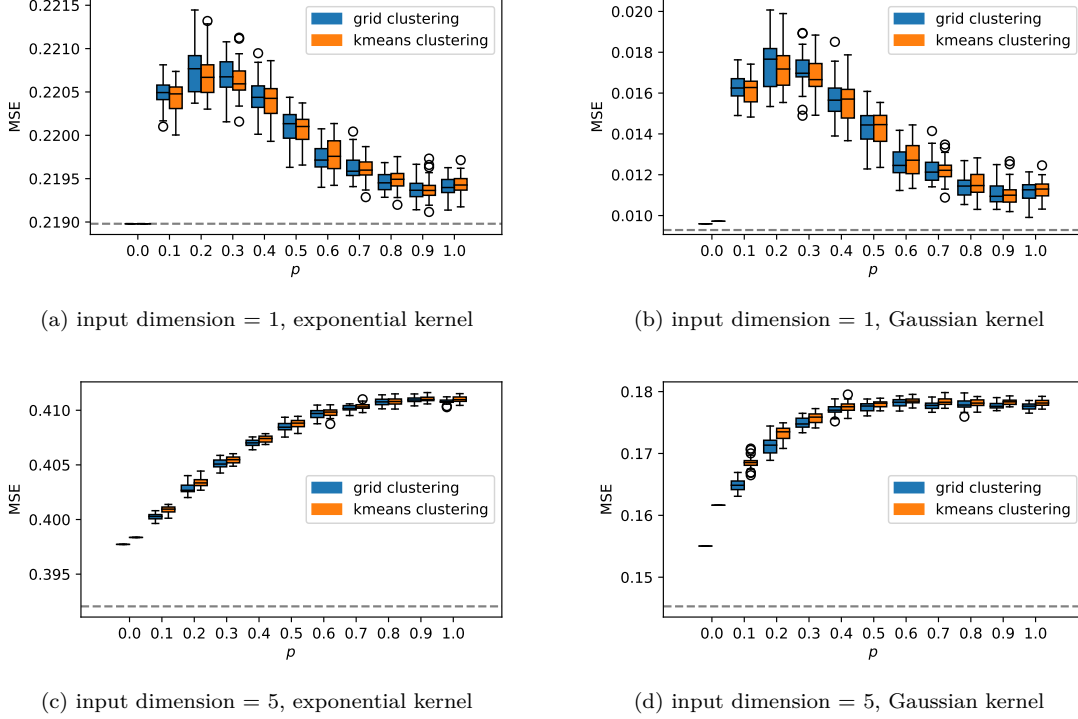 0.2215
0.2210
0.2205
0.2200
0.2195
0.2190
MSE
grid clustering
kmeans clustering
0.0 0.1 0.2 0.3 0.4 0.5 0.6 0.7 0.8 0.9 1.0
p
(a) input dimension = 1, exponential kernel
0.020
0.018
0.016
0.014
0.012
0.010
MSE
grid clustering
kmeans clustering
0.0 0.1 0.2 0.3 0.4 0.5 0.6 0.7 0.8 0.9 1.0
p
(b) input dimension = 1, Gaussian kernel
0.410
0.405
0.400
0.395
MSE
grid clustering
kmeans clustering
0.0 0.1 0.2 0.3 0.4 0.5 0.6 0.7 0.8 0.9 1.0
p
(c) input dimension = 5, exponential kernel
0.18
0.17
0.16
0.15
MSE
grid clustering
kmeans clustering
0.0 0.1 0.2 0.3 0.4 0.5 0.6 0.7 0.8 0.9 1.0
p
(d) input dimension = 5, Gaussian kernel